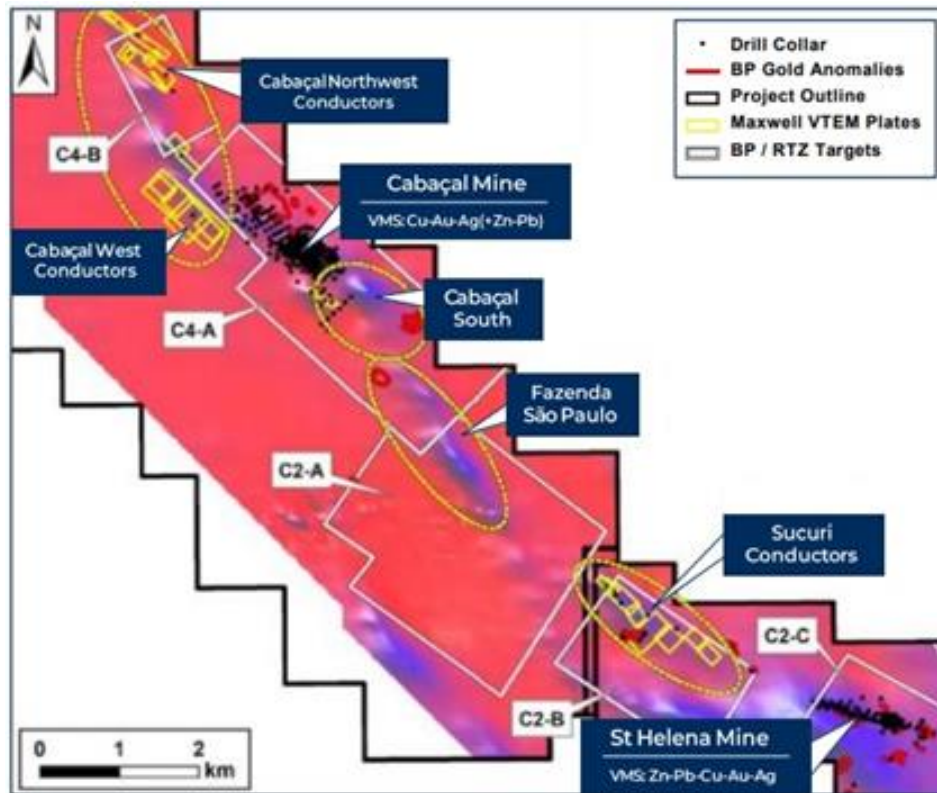 N
Drill Collar
BP Gold Anomalies
Project Outline
Maxwell VTEM Plates
BP / RTZ Targets
Cabaçal Northwest
Conductors
C4-B
Cabaçal Mine
VMS: Cu-Au-Ag(+Zn-Pb)
Cabaçal West
Conductors
Cabaçal
South
C4-A
Fazenda
São Paulo
C2-A
Sucuri
Conductors
C2-C
C2-B
St Helena Mine
VMS: Zn-Pb-Cu-Au-Ag
0 1 2
km